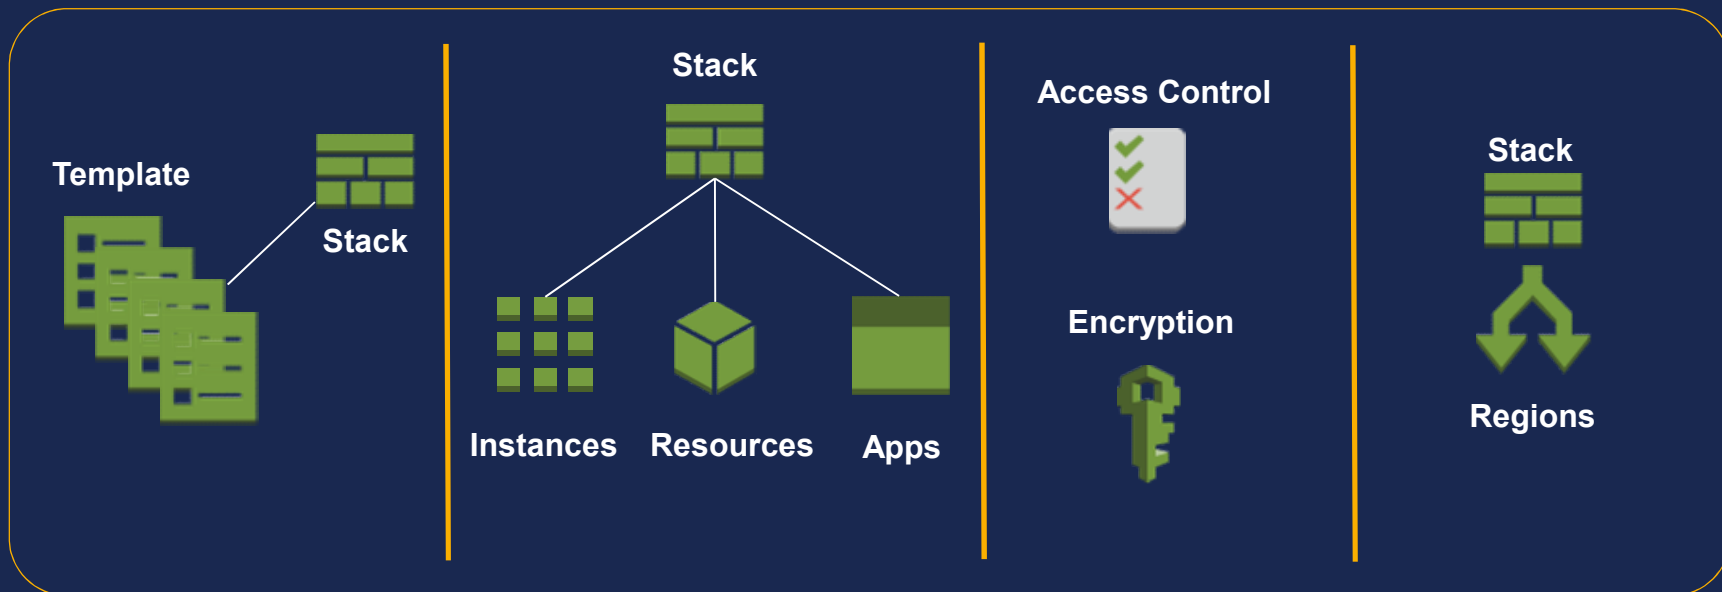 Template
Stack
Stack
Instances
Resources
Apps
Access Control
Encryption
Stack
Regions